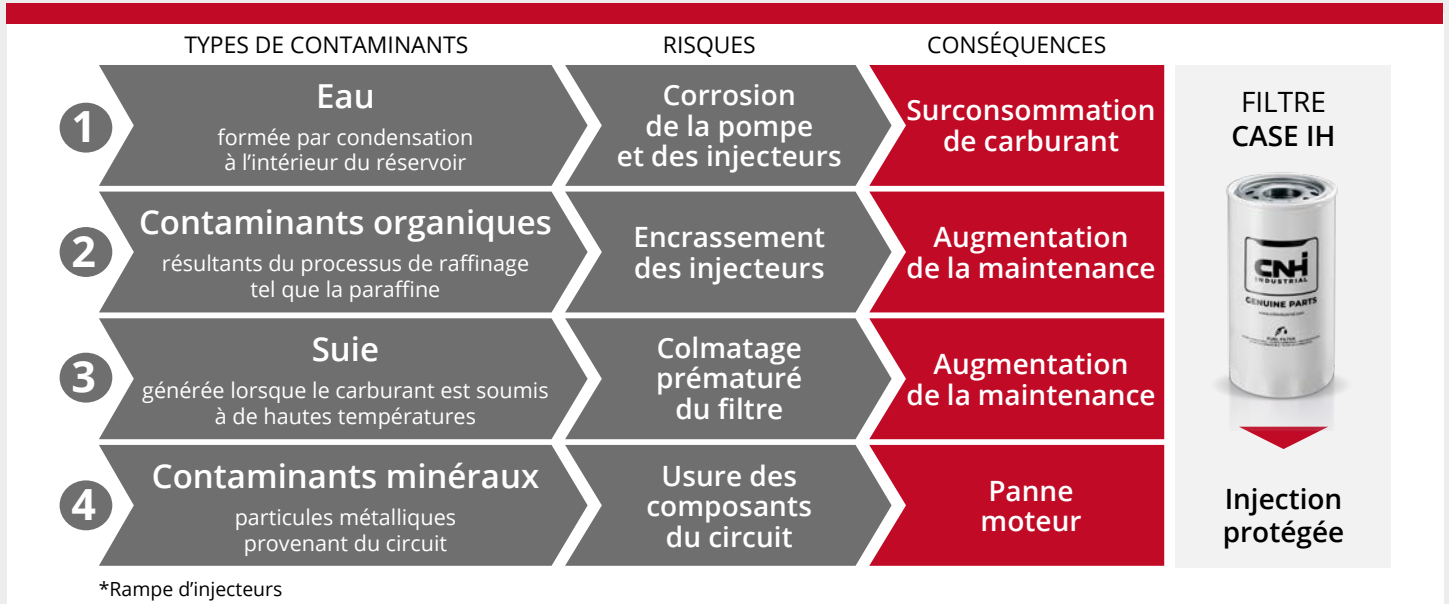 TYPES DE CONTAMINANTS
RISQUES
CONSÉQUENCES
1
Eau
formée par condensation
à l’intérieur du réservoir
Corrosion
de la pompe
et des injecteurs
Surconsommation
de carburant
2
Contaminants organiques
résultants du processus de raffinage
tel que la paraffine
Encrassement
des injecteurs
Augmentation
de la maintenance
3
Suie
générée lorsque le carburant est soumis
à de hautes températures
Colmatage
prématuré
du filtre
Augmentation
de la maintenance
4
Contaminants minéraux
particules métalliques
provenant du circuit
Usure des
composants
du circuit
Panne
moteur
FILTRE
CASE IH
CNH
INDUSTRIAL
GENUINE PARTS
FUEL FILTER
Injection
protégée
*Rampe d’injecteurs